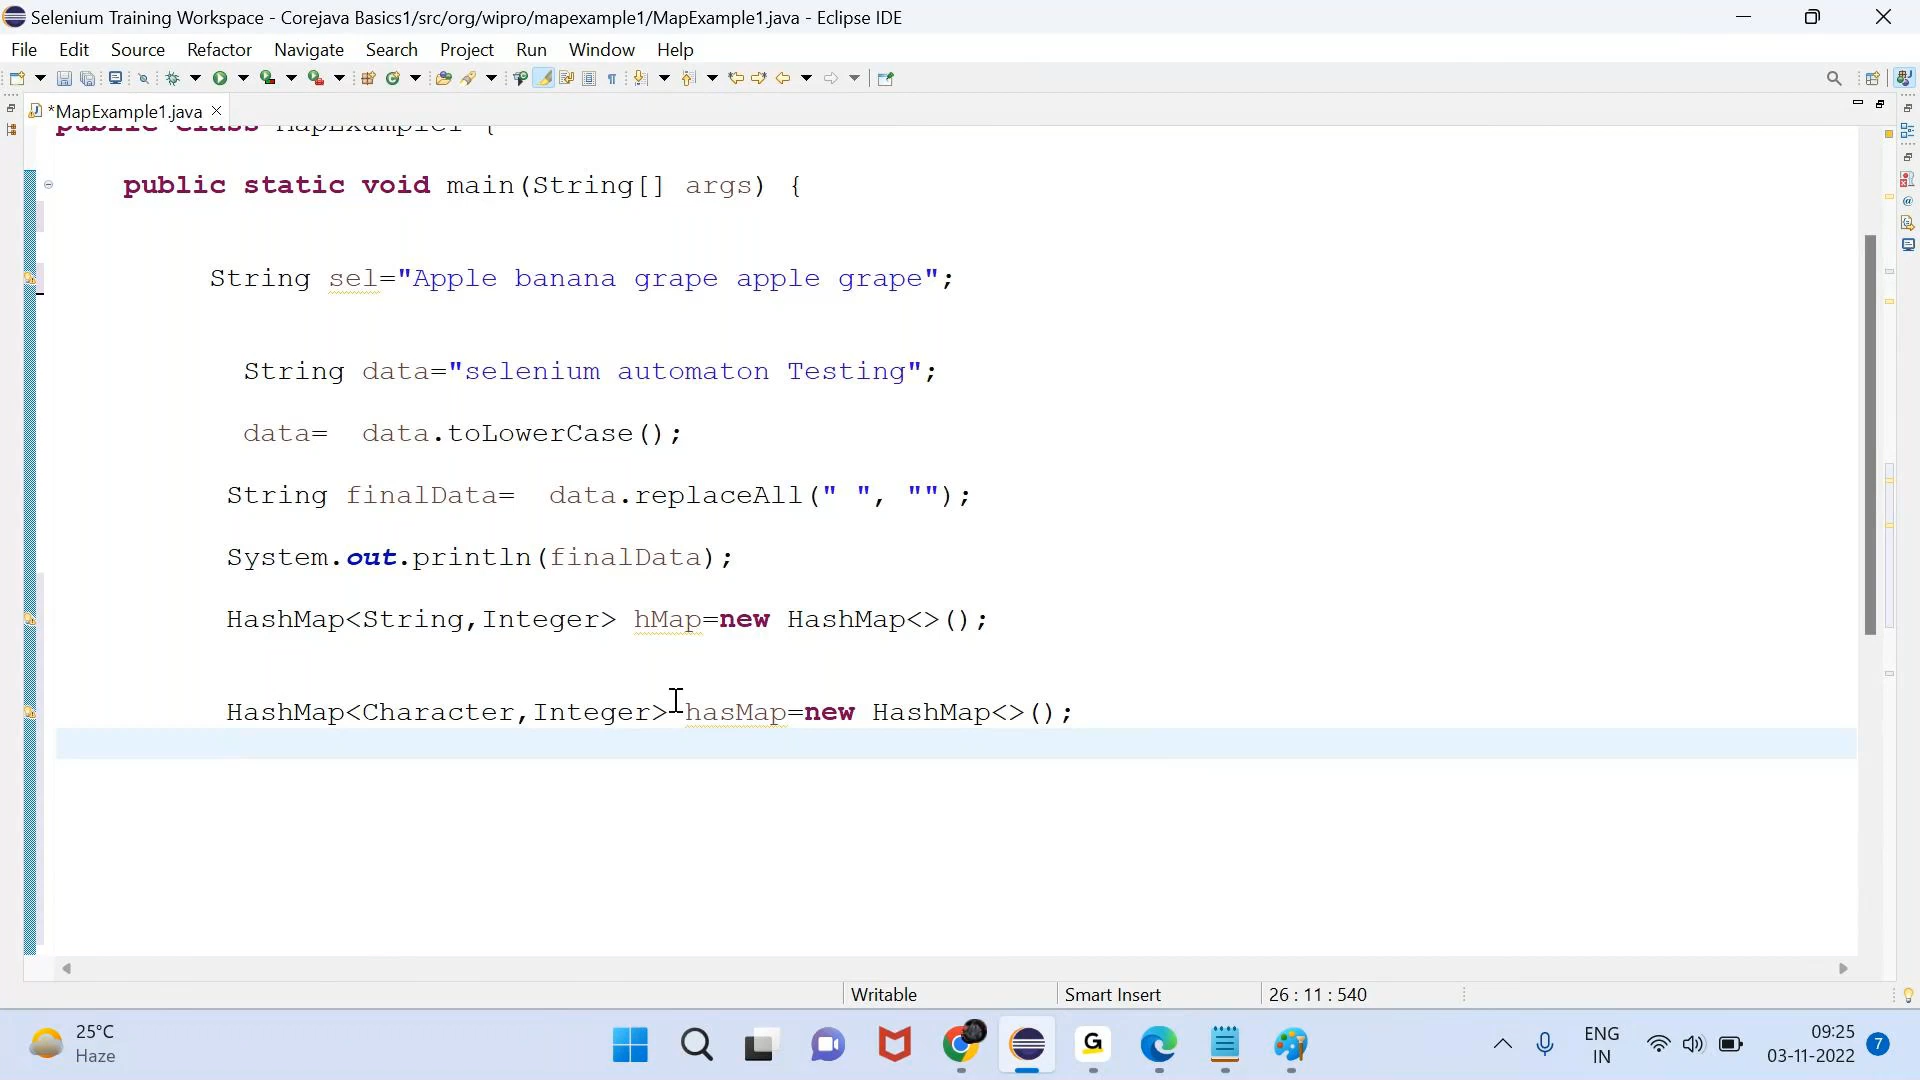 Selenium Training Workspace - Corejava Basics1/src/org/wipro/mapexample1/MapExample1.java - Eclipse IDE
File Edit Source Refactor Navigate Search Project Run Window Help
*MapExample1.java
public class MapExample1 {
public static void main(String[] args) {
String sel="Apple banana grape apple grape";
String data="selenium automaton Testing";
data= data.toLowerCase();
String finalData= data.replaceAll(" ", "");
System.out.println(finalData);
HashMap<String,Integer> hMap=new HashMap<>();
HashMap<Character,Integer> hasMap=new HashMap<>();
Writable Smart Insert 26 : 11 : 540
25°C
Haze
G
ENG
IN
09:25
03-11-2022
7